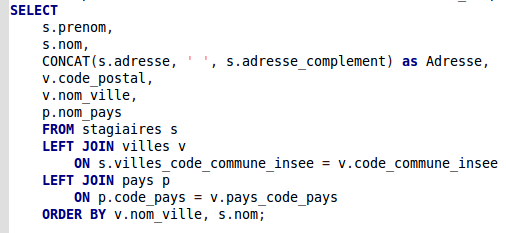 SELECT
s.prenom,
s.nom,
CONCAT(s.adresse, ' ', s.adresse_complement) as Adresse,
v.code_postal,
v.nom_ville,
p.nom_pays
FROM stagiaires s
LEFT JOIN villes v
ON s.villes_code_commune_insee = v.code_commune_insee
LEFT JOIN pays p
ON p.code_pays = v.pays_code_pays
ORDER BY v.nom_ville, s.nom;